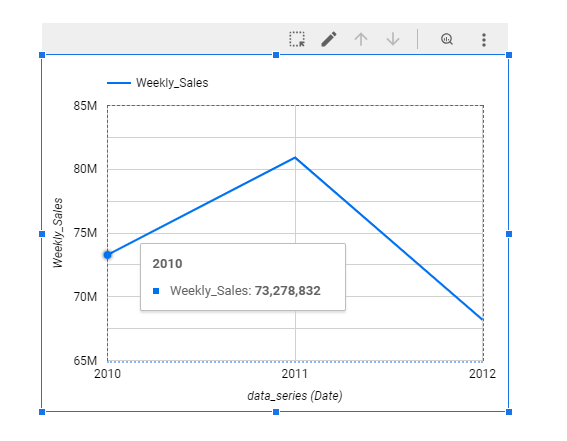 Weekly_Sales
85M
80M
75M
70M
65M
Weekly_Sales
2010
Weekly_Sales: 73,278,832
2010 2011 2012
data_series (Date)